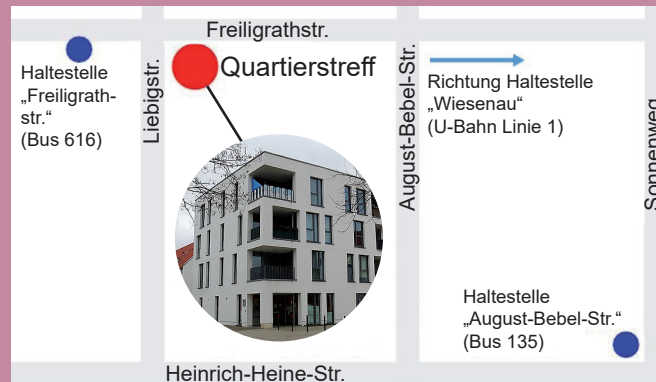 Freiligrathstr.
Haltestelle
„Freiligrath-
str.“
(Bus 616)
Liebigstr.
Quartierstreff
August-Bebel-Str.
Richtung Haltestelle
„Wiesenau“
(U-Bahn Linie 1)
Sonnenweg
Haltestelle
„August-Bebel-Str.“
(Bus 135)
Heinrich-Heine-Str.